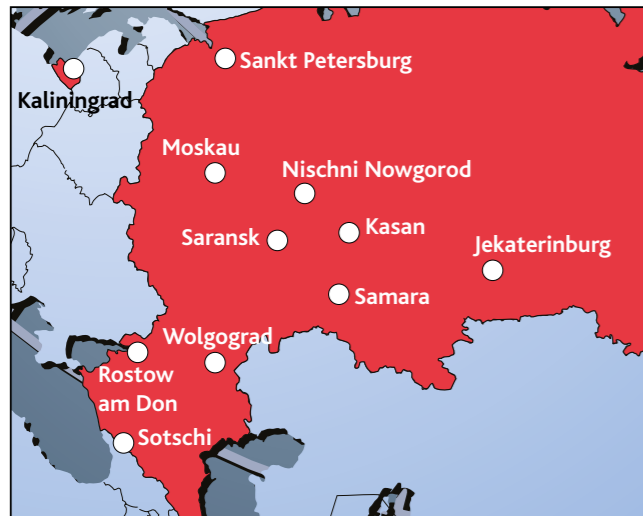 Sankt Petersburg
Kaliningrad
Moskau
Nischni Nowgorod
Saransk
Kasan
Jekaterinburg
Samara
Wolgograd
Rostow
am Don
Sotschi